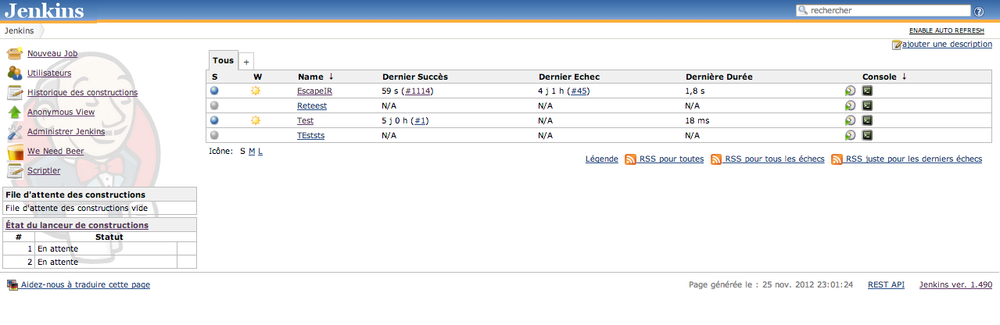 Jenkins
rechercher
Jenkins
ENABLE AUTO REFRESH
ajouter une description
Nouveau Job
Utilisateurs
Historique des constructions
Anonymous View
Administrer Jenkins
We Need Beer
Scriptler
File d'attente des constructions
File d'attente des constructions vide
État du lanceur de constructions
# Statut
1 En attente
2 En attente
Tous +
S W Name ↓ Dernier Succès Dernier Echec Dernière Durée Console ↓
EscapeIR 59 s (#1114) 4 j 1 h (#45) 1,8 s
Reteest N/A N/A N/A
Test 5 j 0 h (#1) N/A 18 ms
TEststs N/A N/A N/A
Icône: S M L
Légende RSS pour toutes RSS pour tous les échecs RSS juste pour les derniers échecs
Aidez-nous à traduire cette page
Page générée le : 25 nov. 2012 23:01:24 REST API Jenkins ver. 1.490